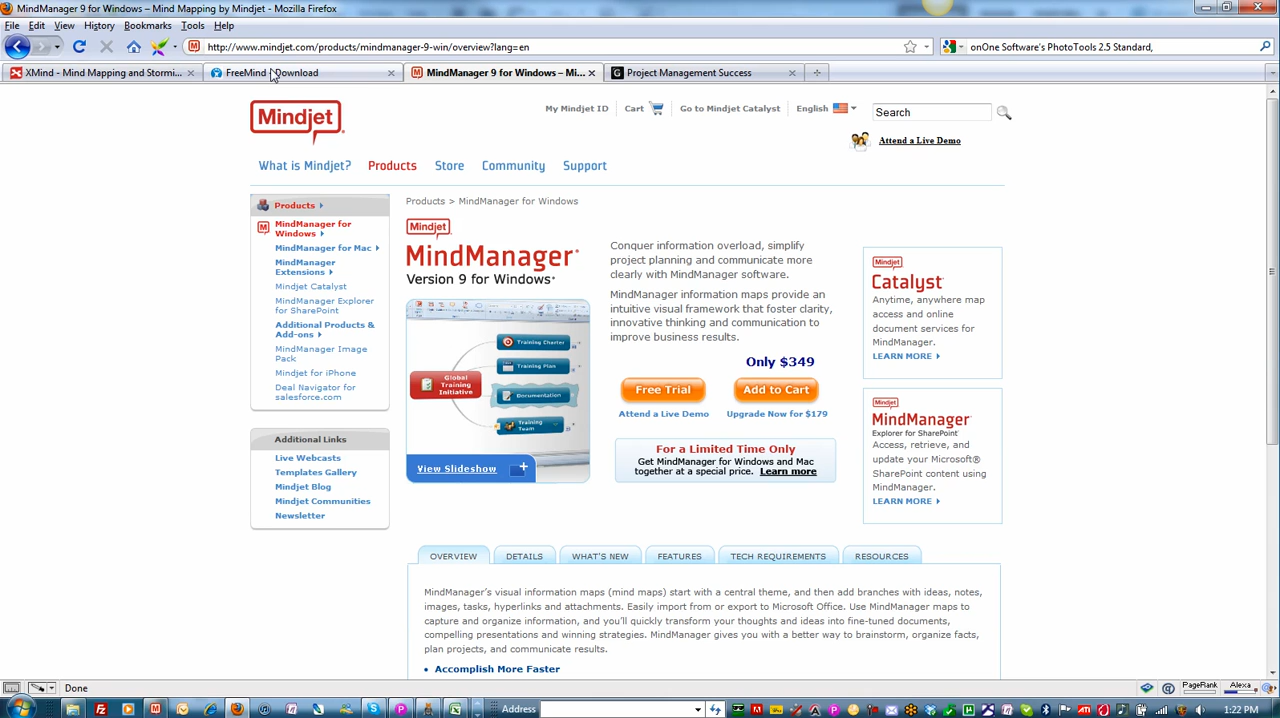 MindManager 9 for Windows – Mind Mapping by Mindjet - Mozilla Firefox
File Edit View History Bookmarks Tools Help
http://www.mindjet.com/products/mindmanager-9-win/overview?lang=en
onOne Software's PhotoTools 2.5 Standard,
XMind - Mind Mapping and Stormi...
FreeMind Download
MindManager 9 for Windows – Mi...
Project Management Success
Mindjet
My Mindjet ID Cart Go to Mindjet Catalyst English Search
Attend a Live Demo
What is Mindjet? Products Store Community Support
Products
MindManager for
Windows
MindManager for Mac
MindManager
Extensions
Mindjet Catalyst
MindManager Explorer
for SharePoint
Additional Products &
Add-ons
MindManager Image
Pack
Mindjet for iPhone
Deal Navigator for
salesforce.com
Additional Links
Live Webcasts
Templates Gallery
Mindjet Blog
Mindjet Communities
Newsletter
Products > MindManager for Windows
Mindjet
MindManager®
Version 9 for Windows®
Global
Training
Initiative
Training Charter
Training Plan
Documentation
Training
Team
View Slideshow
Conquer information overload, simplify
project planning and communicate more
clearly with MindManager software.
MindManager information maps provide an
intuitive visual framework that foster clarity,
innovative thinking and communication to
improve business results.
Only $349
Free Trial Add to Cart
Attend a Live Demo Upgrade Now for $179
For a Limited Time Only
Get MindManager for Windows and Mac
together at a special price. Learn more
Mindjet
Catalyst
Anytime, anywhere map
access and online
document services for
MindManager.
LEARN MORE
Mindjet
MindManager
Explorer for SharePoint
Access, retrieve, and
update your Microsoft®
SharePoint content using
MindManager.
LEARN MORE
OVERVIEW DETAILS WHAT'S NEW FEATURES TECH REQUIREMENTS RESOURCES
MindManager's visual information maps (mind maps) start with a central theme, and then add branches with ideas, notes,
images, tasks, hyperlinks and attachments. Easily import from or export to Microsoft Office. Use MindManager maps to
capture and organize information, and you'll quickly transform your thoughts and ideas into fine-tuned documents,
compelling presentations and winning strategies. MindManager gives you with a better way to brainstorm, organize facts,
plan projects, and communicate results.
• Accomplish More Faster
Done
PageRank Alexa
Address
1:22 PM